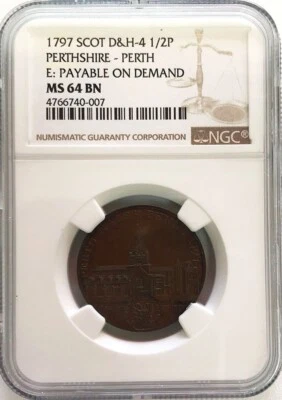 1797 SCOT D&H-4 1/2P
PERTHSHIRE - PERTH
E: PAYABLE ON DEMAND
MS 64 BN
4766740-007
NUMISMATIC GUARANTY CORPORATION
NGC®